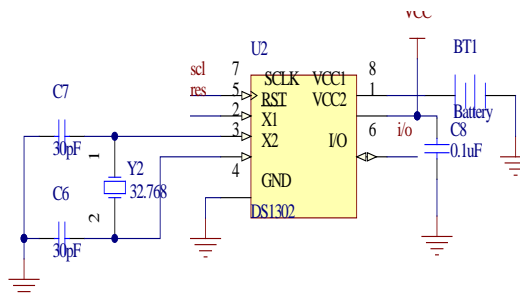 VCC
U2
BT1
scl 7 SCLK VCC1 8
res 5 RST VCC2 1
C7
2 X1
Battery
30pF
3 X2 I/O 6 i/o
C8
0.1uF
1
Y2
32.768
4 GND
C6
2
DS1302
30pF